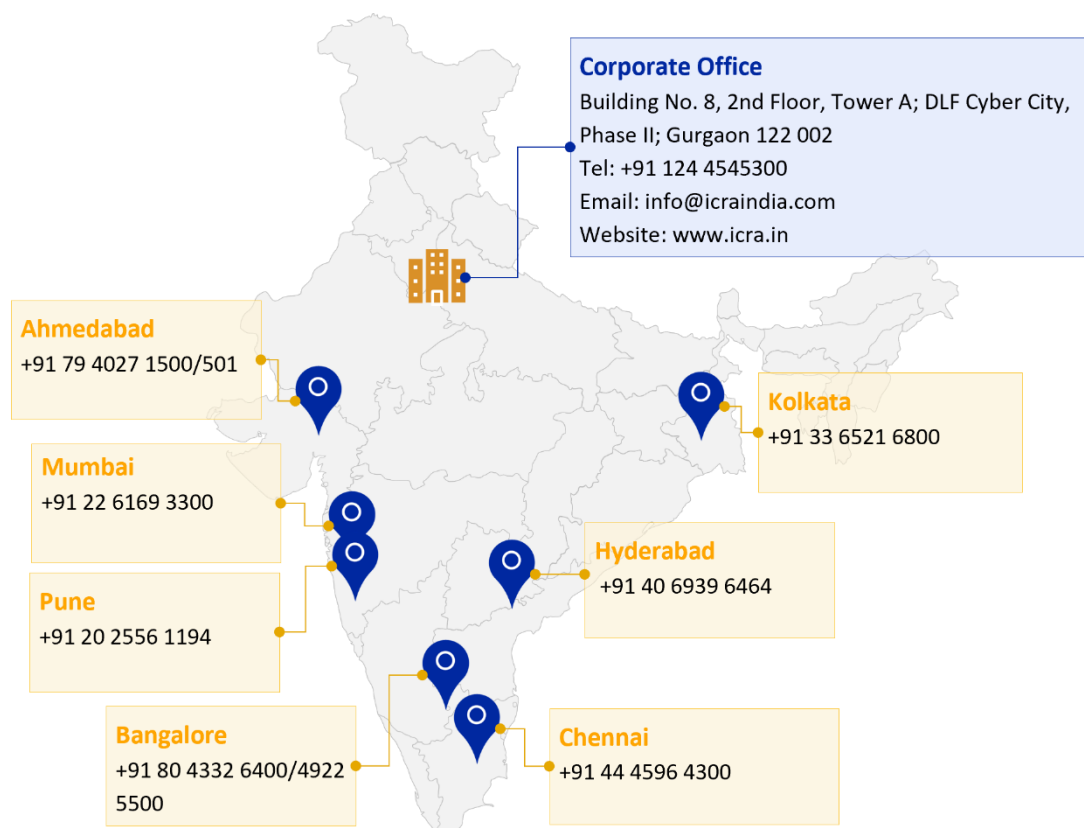 Corporate Office
Building No. 8, 2nd Floor, Tower A; DLF Cyber City,
Phase II; Gurgaon 122 002
Tel: +91 124 4545300
Email: info@icraindia.com
Website: www.icra.in
Ahmedabad
+91 79 4027 1500/501
Kolkata
+91 33 6521 6800
Mumbai
+91 22 6169 3300
Hyderabad
+91 40 6939 6464
Pune
+91 20 2556 1194
Bangalore
+91 80 4332 6400/4922
5500
Chennai
+91 44 4596 4300